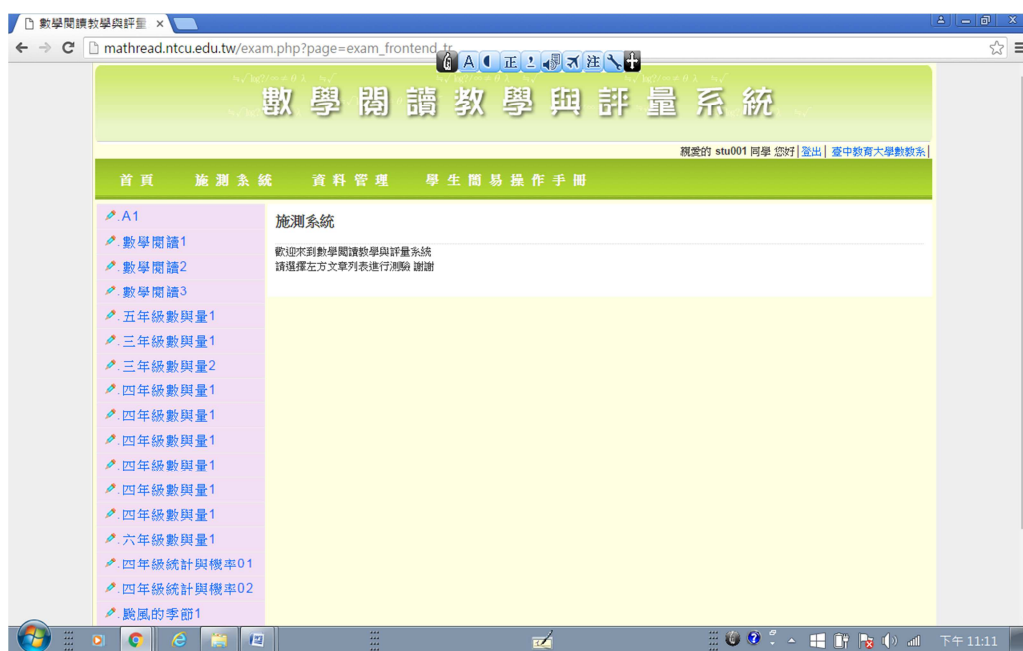 數學閱讀教學與評量
mathread.ntcu.edu.tw/exam.php?page=exam_frontend_tr
A 正 注
數學閱讀教學與評量系統
親愛的 stu001 同學 您好|登出| 臺中教育大學數教系|
首頁 施測系統 資料管理 學生簡易操作手冊
.A1
.數學閱讀1
.數學閱讀2
.數學閱讀3
.五年級數與量1
.三年級數與量1
.三年級數與量2
.四年級數與量1
.四年級數與量1
.四年級數與量1
.四年級數與量1
.四年級數與量1
.四年級數與量1
.六年級數與量1
.四年級統計與機率01
.四年級統計與機率02
.颱風的季節1
施測系統
歡迎來到數學閱讀教學與評量系統
請選擇左方文章列表進行測驗 謝謝
下午 11:11